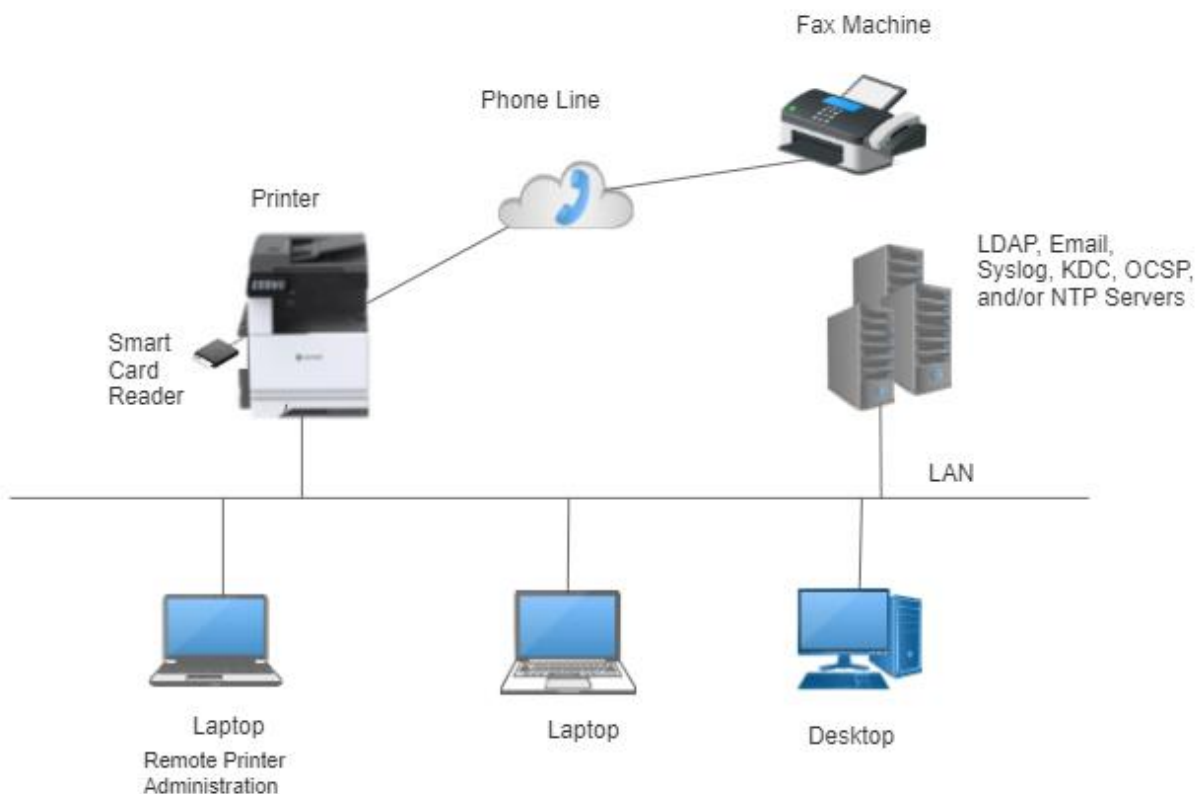 Fax Machine
Phone Line
Printer
LDAP, Email,
Syslog, KDC, OCSP,
and/or NTP Servers
Smart
Card
Reader
LAN
Laptop
Remote Printer
Administration
Laptop
Desktop